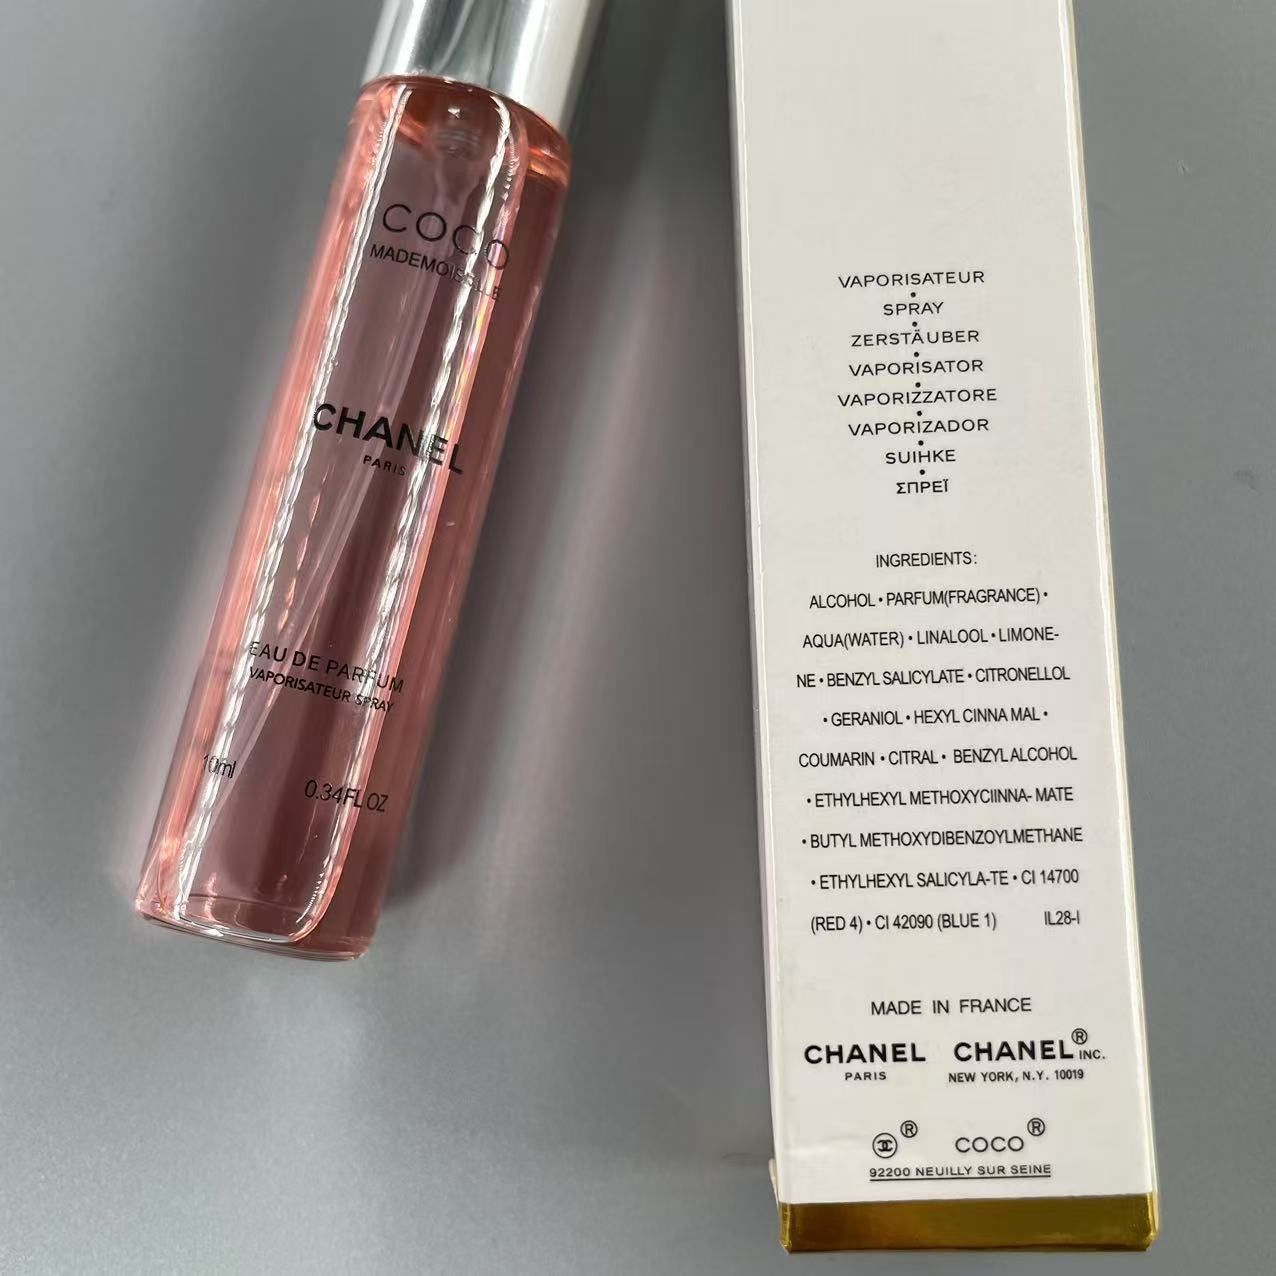 COCO
MADEMOISELLE
CHANEL
PARIS
EAU DE PARFUM
VAPORISATEUR SPRAY
10ml 0.34FL OZ
VAPORISATEUR
•
SPRAY
•
ZERSTÄUBER
•
VAPORISATOR
•
VAPORIZZATORE
•
VAPORIZADOR
•
SUIHKE
•
ΣΠΡΕΪ
INGREDIENTS:
ALCOHOL • PARFUM(FRAGRANCE) •
AQUA(WATER) • LINALOOL • LIMONE-
NE • BENZYL SALICYLATE • CITRONELLOL
• GERANIOL • HEXYL CINNA MAL •
COUMARIN • CITRAL • BENZYL ALCOHOL
• ETHYLHEXYL METHOXYCIINNA- MATE
• BUTYL METHOXYDIBENZOYLMETHANE
• ETHYLHEXYL SALICYLA-TE • CI 14700
(RED 4) • CI 42090 (BLUE 1) IL28-I
MADE IN FRANCE
CHANEL CHANEL® INC.
PARIS NEW YORK, N.Y. 10019
® COCO®
92200 NEUILLY SUR SEINE